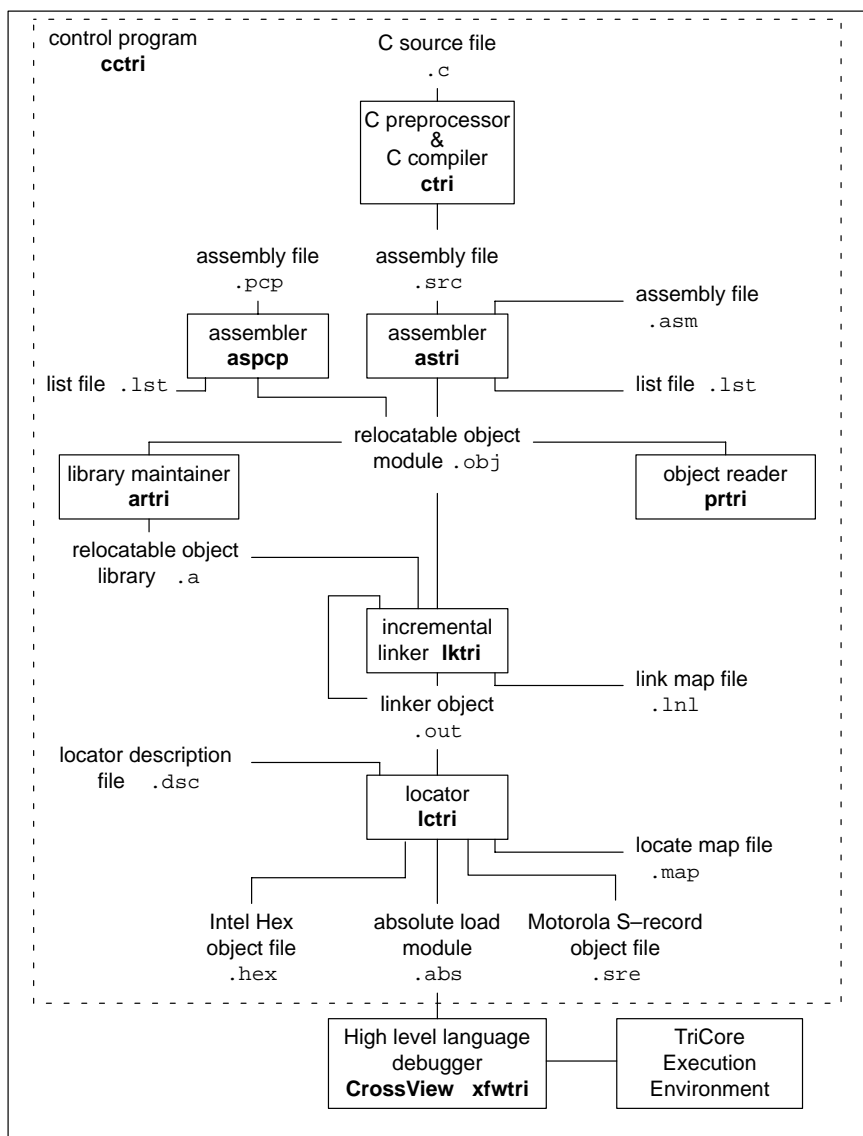 control program
cctri
C source file
.c
C preprocessor
&
C compiler
ctri
assembly file
.pcp
assembly file
.src
assembly file
.asm
assembler
aspcp
assembler
astri
list file .lst
list file .lst
relocatable object
module .obj
library maintainer
artri
object reader
prtri
relocatable object
library .a
incremental
linker lktri
link map file
.lnl
linker object
.out
locator description
file .dsc
locator
lctri
locate map file
.map
Intel Hex
object file
.hex
absolute load
module
.abs
Motorola S–record
object file
.sre
High level language
debugger
CrossView xfwtri
TriCore
Execution
Environment